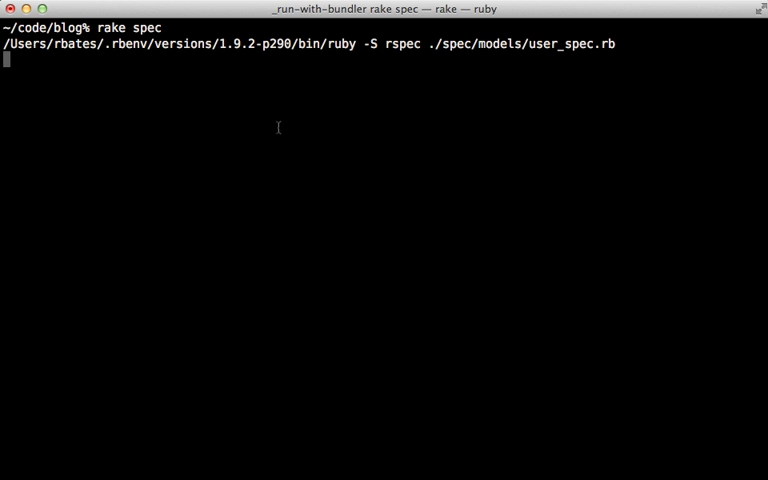 _run-with-bundler rake spec — rake — ruby
~/code/blog% rake spec
/Users/rbates/.rbenv/versions/1.9.2-p290/bin/ruby -S rspec ./spec/models/user_spec.rb